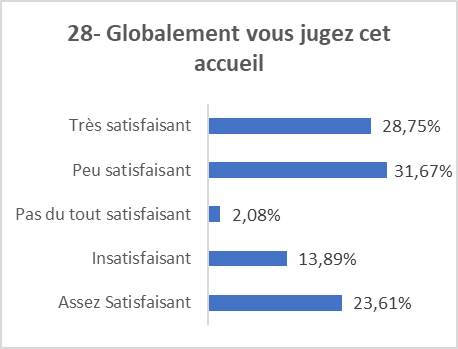 28- Globalement vous jugez cet
accueil
Très satisfaisant 28,75%
Peu satisfaisant 31,67%
Pas du tout satisfaisant 2,08%
Insatisfaisant 13,89%
Assez Satisfaisant 23,61%